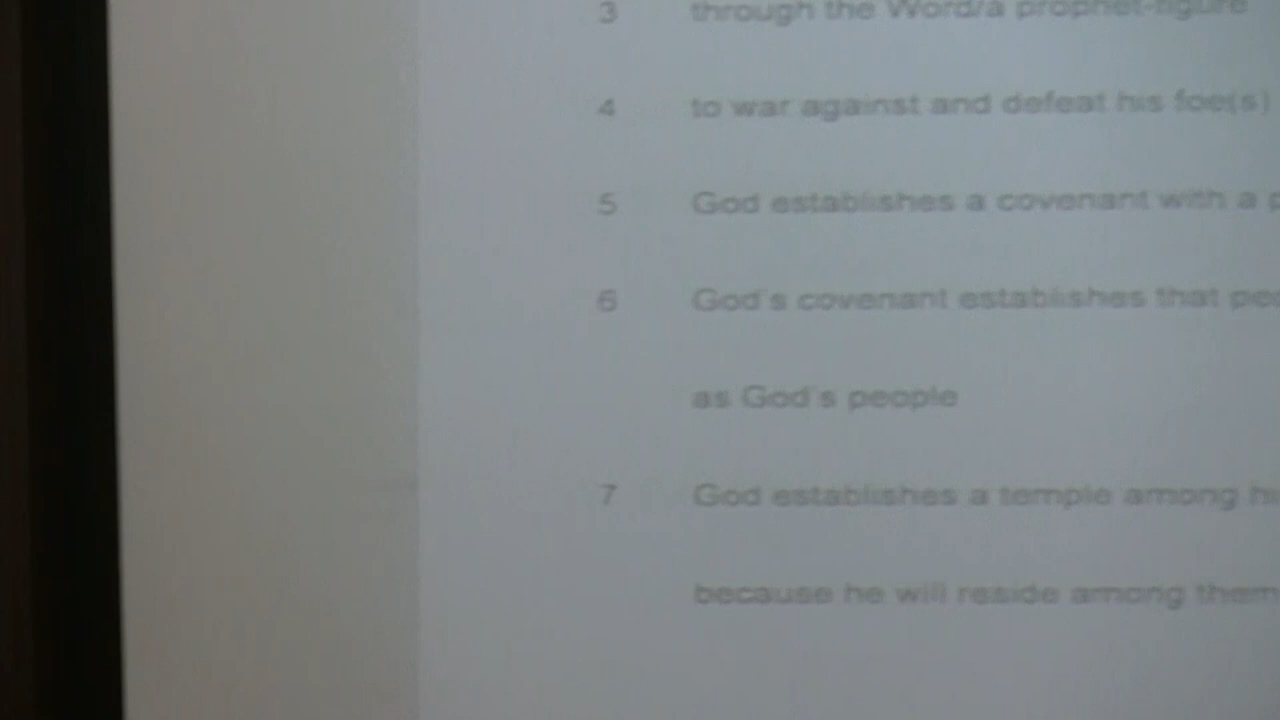 3 through the Word/a prophet-figure
4 to war against and defeat his foe(s)
5 God establishes a covenant with a
6 God's covenant establishes that
as God's people
7 God establishes a temple among
because he will reside among them